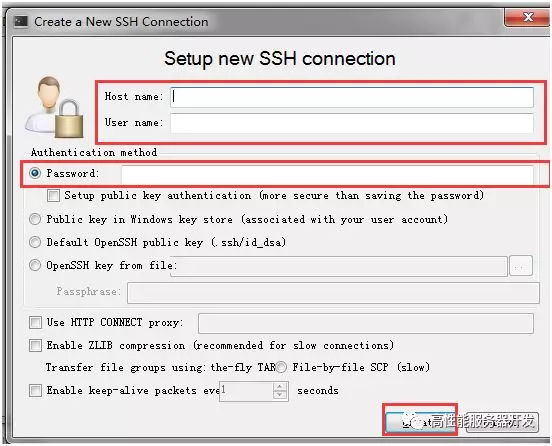 Create a New SSH Connection
Setup new SSH connection
Host name:
User name:
Authentication method
Password:
Setup public key authentication (more secure than saving the password)
Public key in Windows key store (associated with your user account)
Default OpenSSH public key (.ssh/id_dsa)
OpenSSH key from file:
...
Passphrase:
Use HTTP CONNECT proxy:
Enable ZLIB compression (recommended for slow connections)
Transfer file groups using: the-fly TAR File-by-file SCP (slow)
Enable keep-alive packets eve 1 seconds
高性能服务器开发